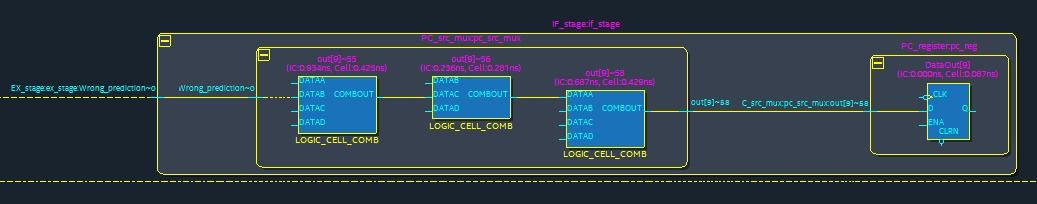 IF_stage:if_stage
PC_src_mux:pc_src_mux
PC_register:pc_reg
out[9]~55
(IC:0.934ns, Cell:0.425ns)
out[9]~56
(IC:0.236ns, Cell:0.281ns)
out[9]~58
(IC:0.687ns, Cell:0.429ns)
DataOut[9]
(IC:0.000ns, Cell:0.087ns)
EX_stage:ex_stage:Wrong_prediction~0
Wrong_prediction~0
DATAA
DATAB
DATAC
DATAD
COMBOUT
LOGIC_CELL_COMB
DATAB
DATAC
DATAD
COMBOUT
LOGIC_CELL_COMB
DATAA
DATAB
DATAC
DATAD
COMBOUT
LOGIC_CELL_COMB
out[9]~58
C_src_mux:pc_src_mux:out[9]~58
CLK
D
Q
ENA
CLRN